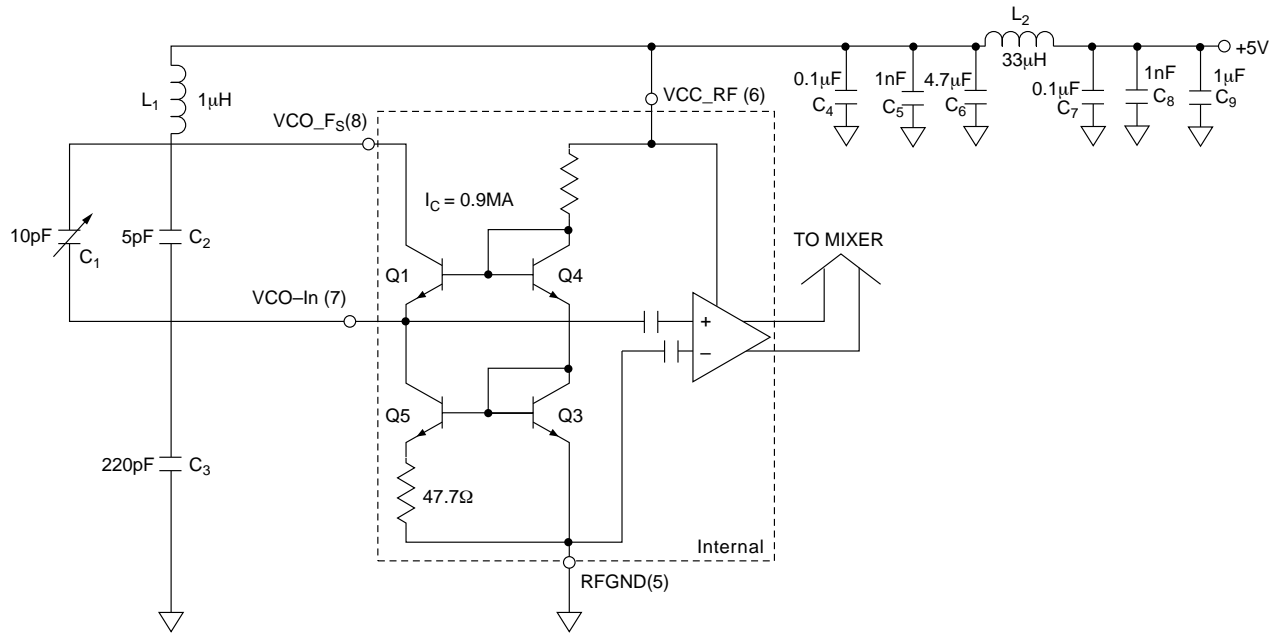 L2
33µH
+5V
0.1µF
C4
1nF
C5
4.7µF
C6
0.1µF
C7
1nF
C8
1µF
C9
L1
1µH
VCC_RF (6)
VCO_FS(8)
IC = 0.9MA
10pF
C1
5pF
C2
Q1
Q4
TO MIXER
VCO–In (7)
+
–
Q5
Q3
220pF
C3
47.7Ω
Internal
RFGND(5)